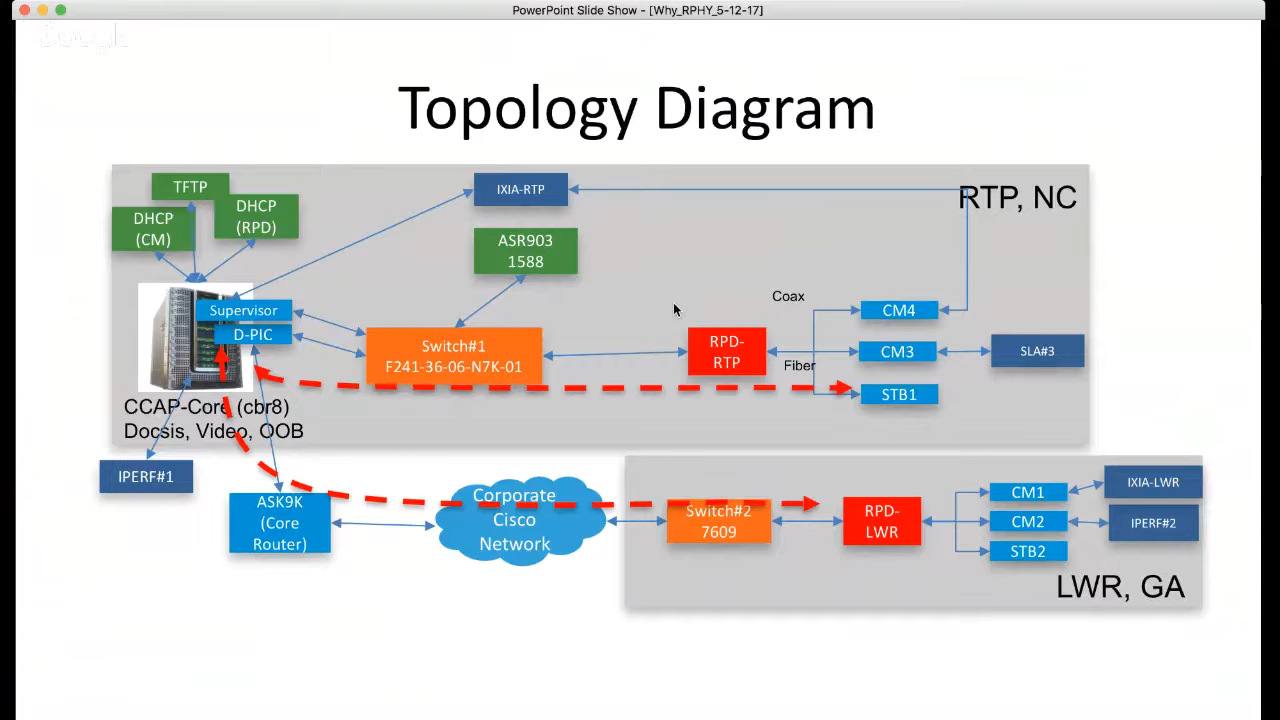 PowerPoint Slide Show - [Why_RPHY_5-12-17]
Google
Topology Diagram
RTP, NC
TFTP
DHCP
(CM)
DHCP
(RPD)
IXIA-RTP
ASR903
1588
Supervisor
D-PIC
Switch#1
F241-36-06-N7K-01
RPD-
RTP
Coax
Fiber
CM4
CM3
STB1
SLA#3
CCAP-Core (cbr8)
Docsis, Video, OOB
IPERF#1
ASK9K
(Core
Router)
Corporate
Cisco
Network
Switch#2
7609
RPD-
LWR
CM1
CM2
STB2
IXIA-LWR
IPERF#2
LWR, GA